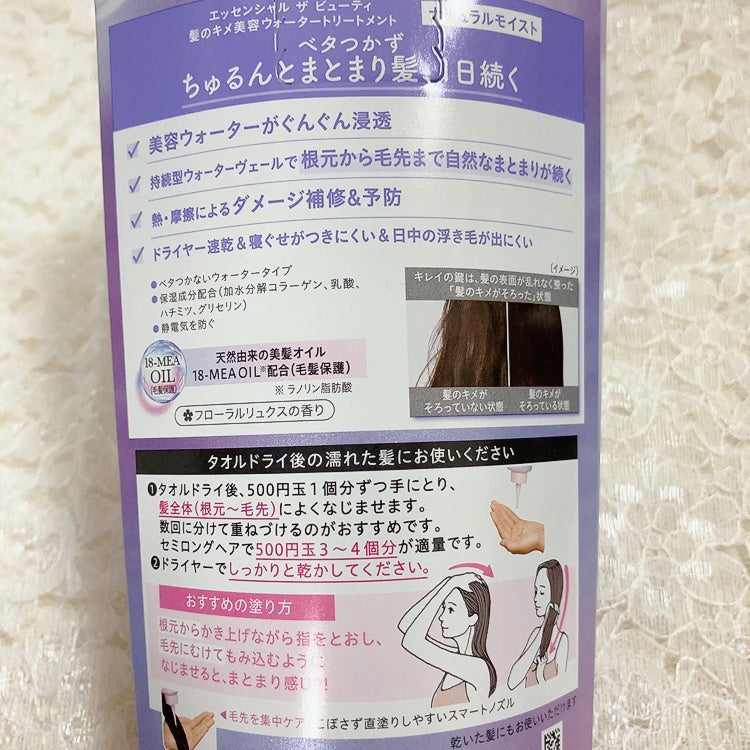 エッセンシャル ザ ビューティ
髪のキメ美容ウォータートリートメント
ラルモイスト
ベタつかず
ちゅるんとまとまり髪 日続く
美容ウォーターがぐんぐん浸透
持続型ウォーターヴェールで 根元から毛先まで自然なまとまりが続く
熱・摩擦によるダメージ補修&予防
ドライヤー速乾&寝ぐせがつきにくい&日中の浮き毛が出にくい
●ベタつかないウォータータイプ
●保湿成分配合(加水分解コラーゲン、乳酸、
ハチミツ、グリセリン)
●静電気を防ぐ
(イメージ)
キレイの鍵は、髪の表面が乱れなく整った
「髪のキメがそろった」状態
髪のキメが
そろっていない状態
髪のキメが
そろっている状態
18-MEA
OIL
(毛髪保護)
天然由来の美髪オイル
18-MEA OIL※配合(毛髪保護)
※ ラノリン脂肪酸
フローラルリュクスの香り
タオルドライ後の濡れた髪にお使いください
❶タオルドライ後、500円玉1個分ずつ手にとり、
髪全体(根元〜毛先)によくなじませます。
数回に分けて重ねづけるのがおすすめです。
セミロングヘアで500円玉3〜4個分が適量です。
❷ドライヤーでしっかりと乾かしてください。
おすすめの塗り方
根元からかき上げながら指をとおし、
毛先にむけてもみ込むように
なじませると、まとまり感
◀毛先を集中ケア こぼさず直塗りしやすいスマートノズル
乾いた髪にもお使いいただけます